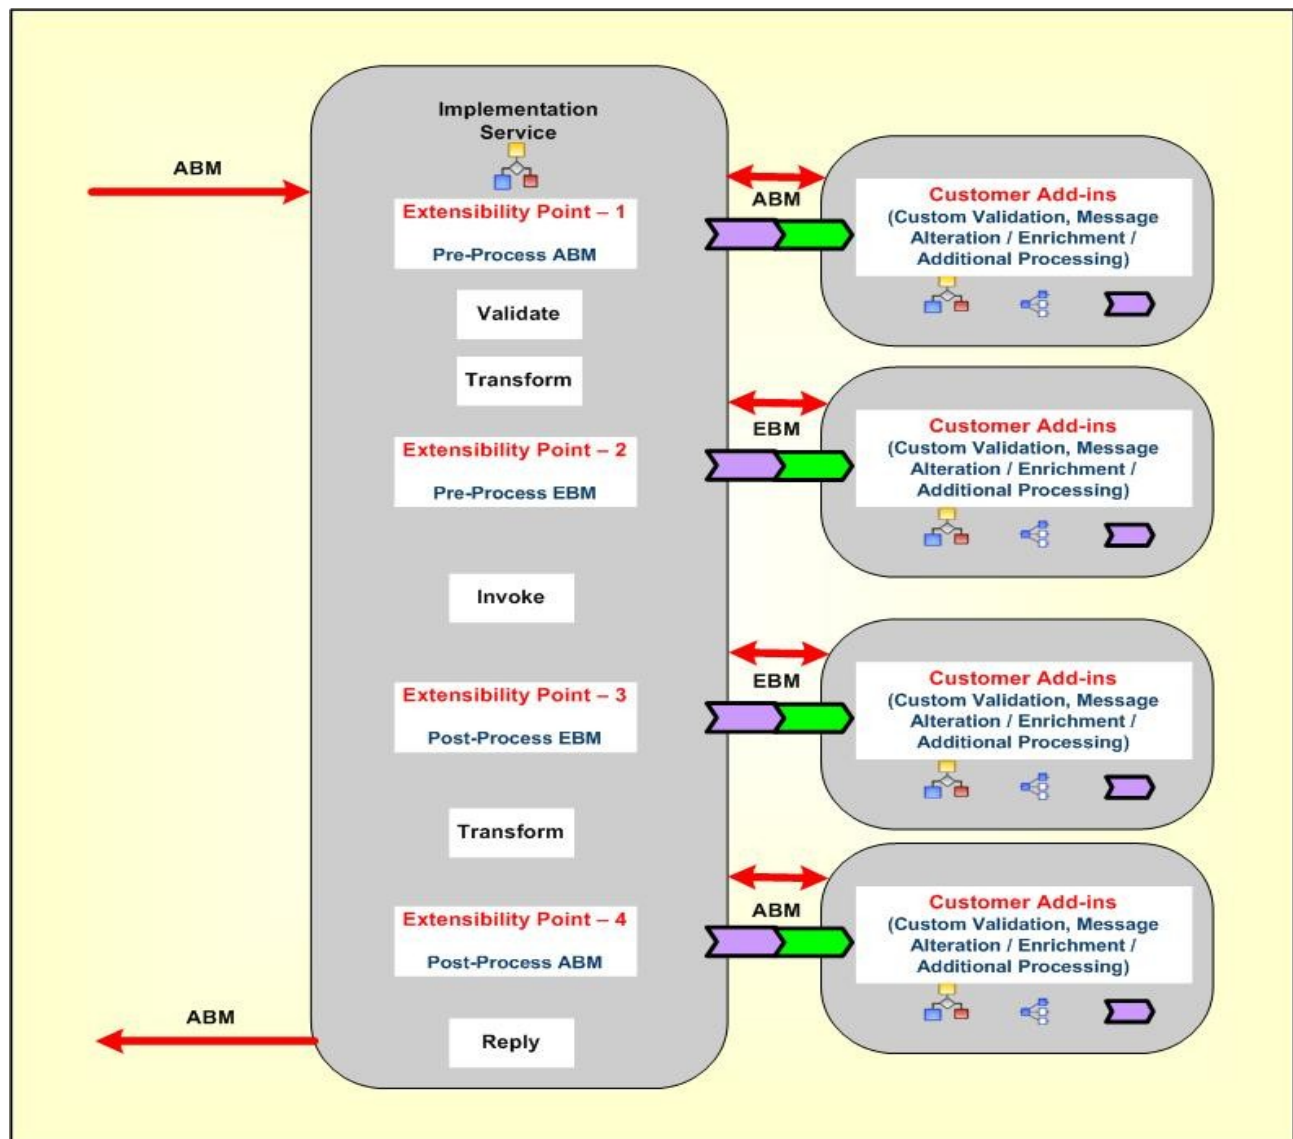 Implementation
Service
ABM
Extensibility Point – 1
Pre-Process ABM
ABM
Customer Add-ins
(Custom Validation, Message
Alteration / Enrichment /
Additional Processing)
Validate
Transform
Extensibility Point – 2
Pre-Process EBM
EBM
Customer Add-ins
(Custom Validation, Message
Alteration / Enrichment /
Additional Processing)
Invoke
Extensibility Point – 3
Post-Process EBM
EBM
Customer Add-ins
(Custom Validation, Message
Alteration / Enrichment /
Additional Processing)
Transform
Extensibility Point – 4
Post-Process ABM
ABM
Customer Add-ins
(Custom Validation, Message
Alteration / Enrichment /
Additional Processing)
ABM
Reply